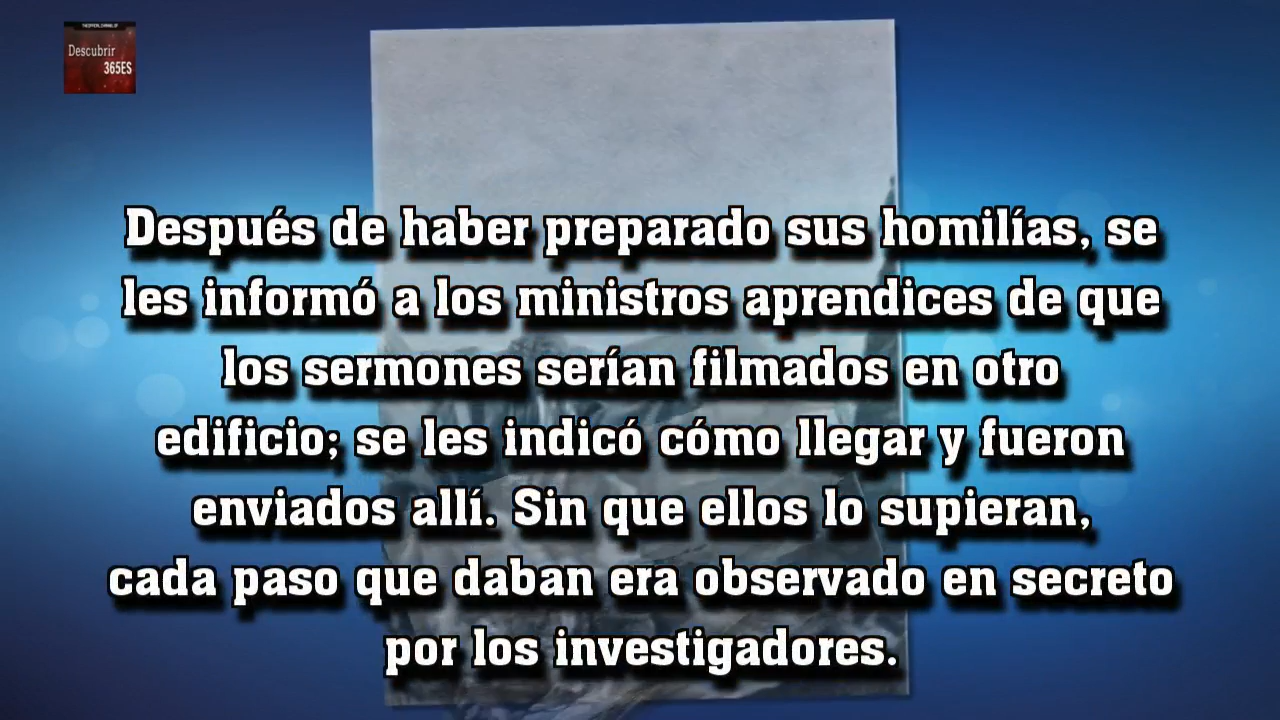 Descubrir
365ES
Después de haber preparado sus homilías, se
les informó a los ministros aprendices de que
los sermones serían filmados en otro
edificio; se les indicó cómo llegar y fueron
enviados allí. Sin que ellos lo supieran,
cada paso que daban era observado en secreto
por los investigadores.